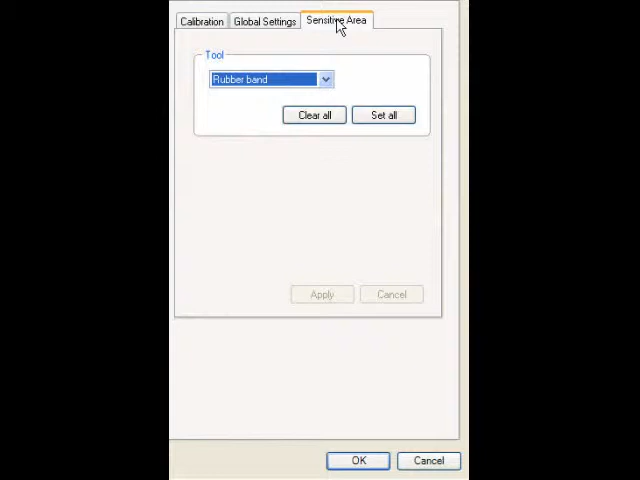 Calibration Global Settings Sensitive Area
Tool
Rubber band
Clear all Set all
Apply Cancel
OK Cancel